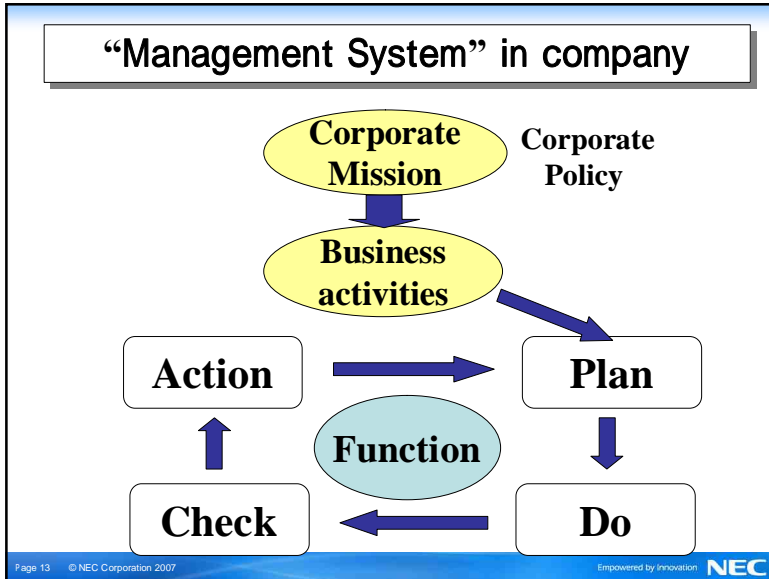 “Management System” in company
Corporate
Mission
Corporate
Policy
Business
activities
Action
Plan
Function
Check
Do
Page 13 © NEC Corporation 2007
Empowered by Innovation NEC